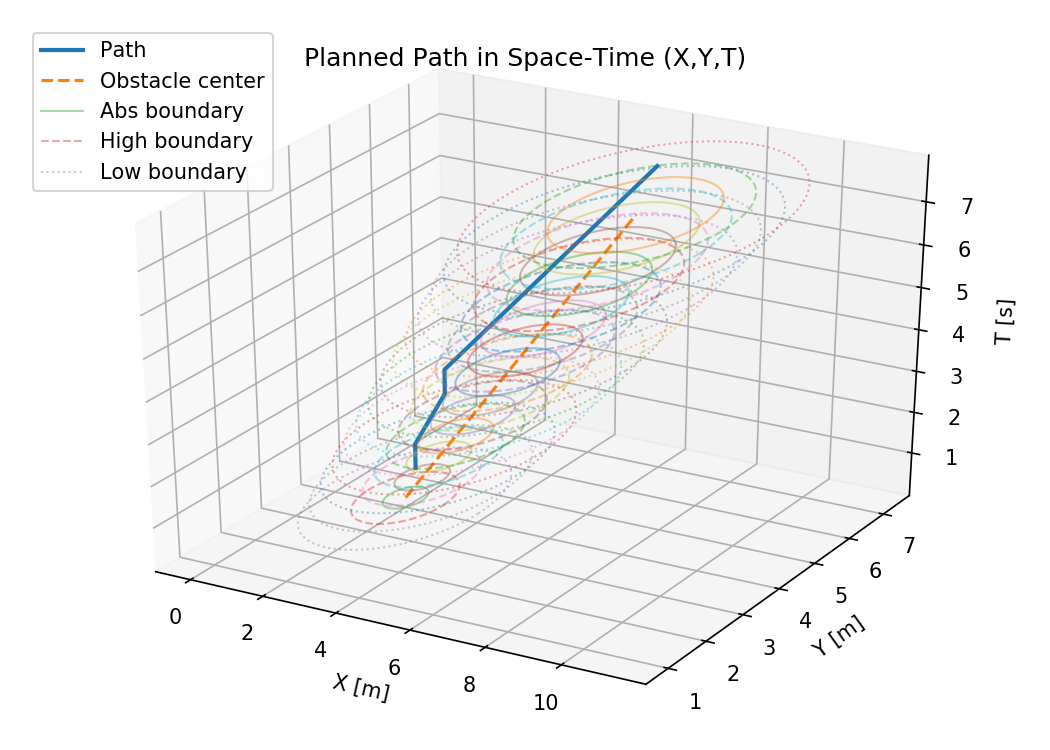 Planned Path in Space-Time (X,Y,T)
Path
Obstacle center
Abs boundary
High boundary
Low boundary
0
2
4
6
8
10
X [m]
1
2
3
4
5
6
7
Y [m]
1
2
3
4
5
6
7
T [s]